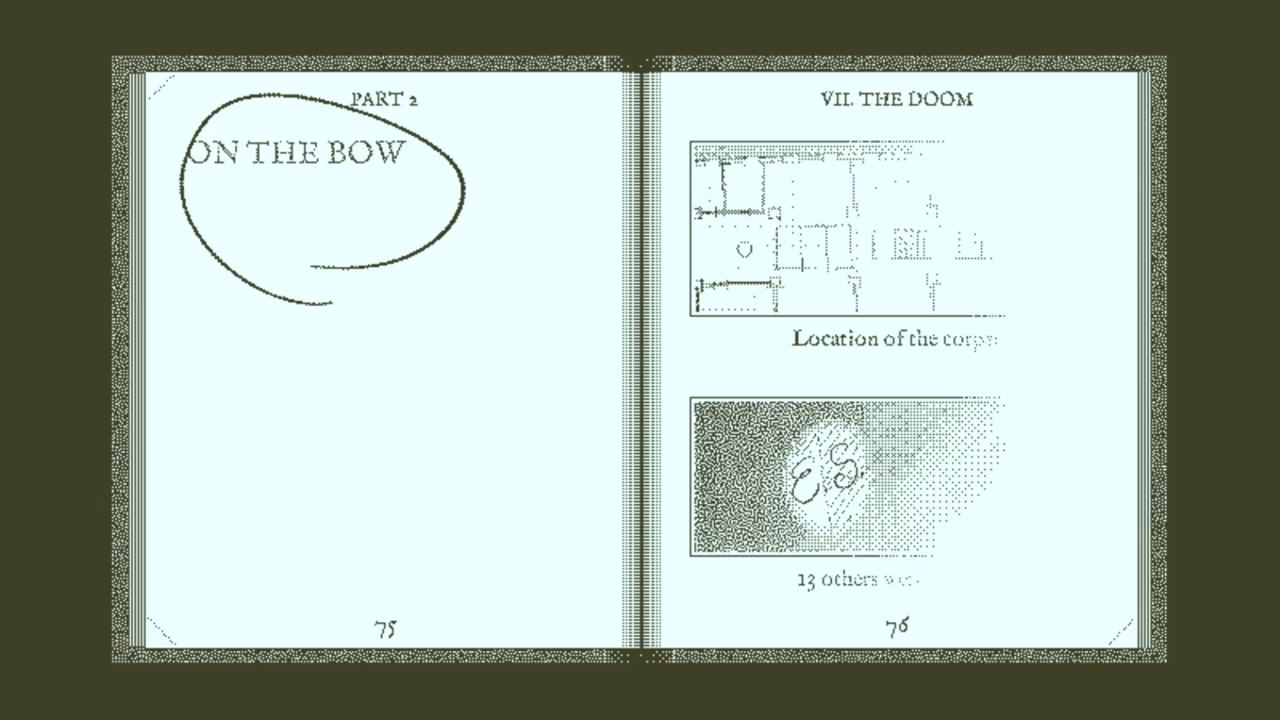 PART 2
ON THE BOW
75
VII. THE DOOM
Location of the
E. S.
13 others
76